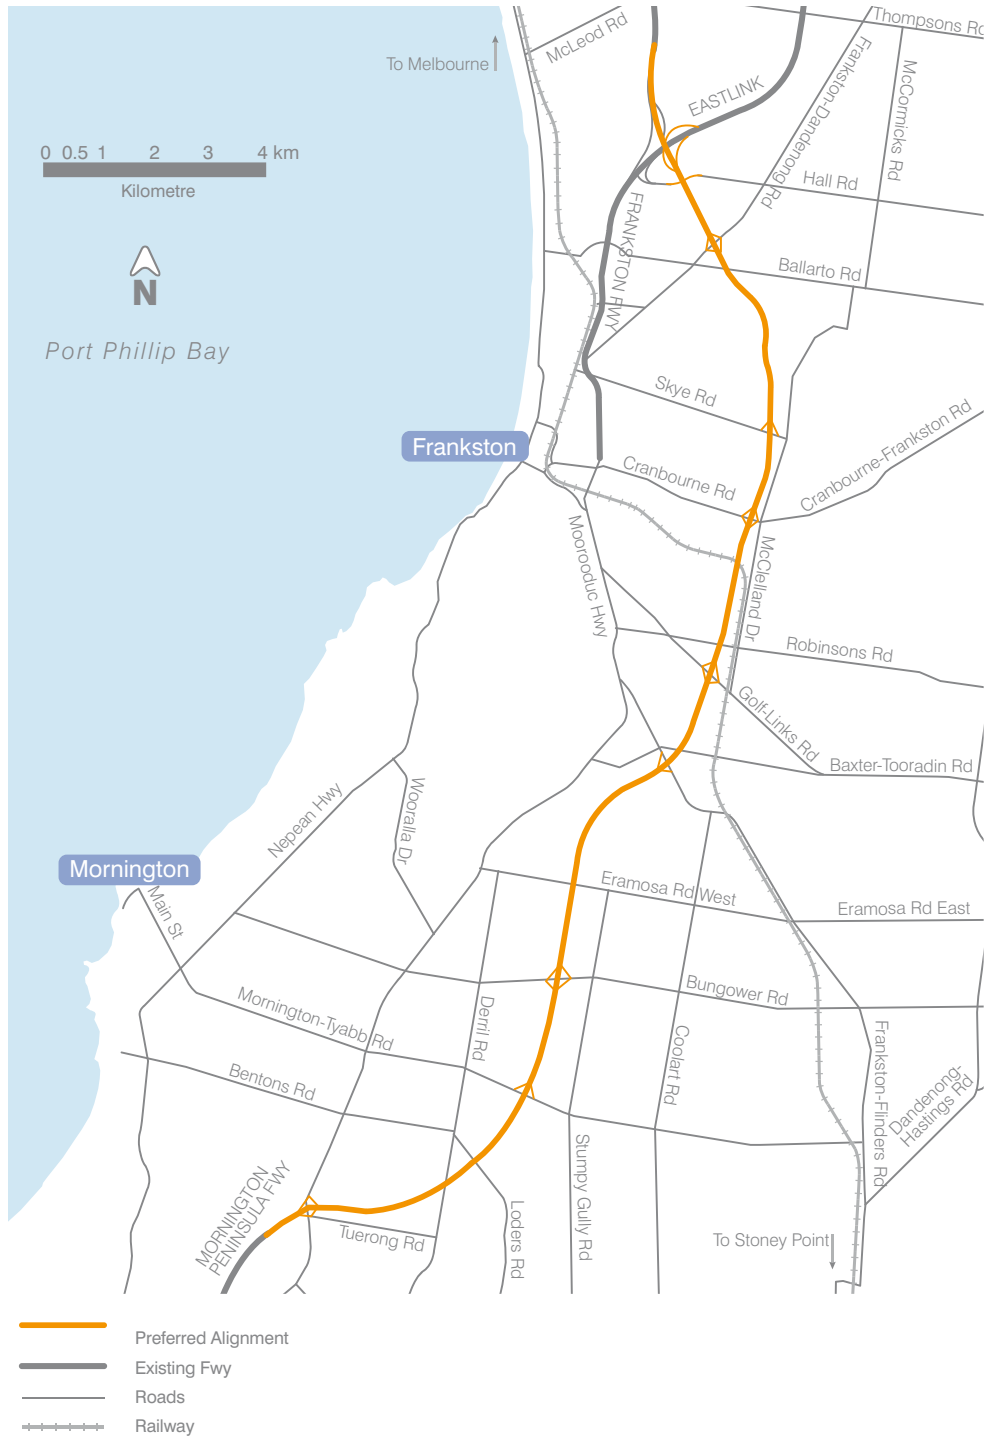 Thompsons Rd
McLeod Rd
To Melbourne
EASTLINK
Frankston-Dandenong Rd
McCormicks Rd
0 0.5 1 2 3 4 km
Kilometre
Hall Rd
FRANKSTON FWY
N
Ballarto Rd
Port Phillip Bay
Skye Rd
Frankston
Cranbourne Rd
Cranbourne-Frankston Rd
Moorooduc Hwy
McClelland Dr
Robinsons Rd
Golf-Links Rd
Baxter-Tooradin Rd
Nepean Hwy
Wooralla Dr
Mornington
Main St
Eramosa Rd West
Eramosa Rd East
Bungower Rd
Mornington-Tyabb Rd
Derril Rd
Coolart Rd
Frankston-Flinders Rd
Dandenong-
Hastings Rd
Bentons Rd
Stumpy Gully Rd
MORNINGTON
PENINSULA FWY
Loders Rd
Tuerong Rd
To Stoney Point
Preferred Alignment
Existing Fwy
Roads
Railway